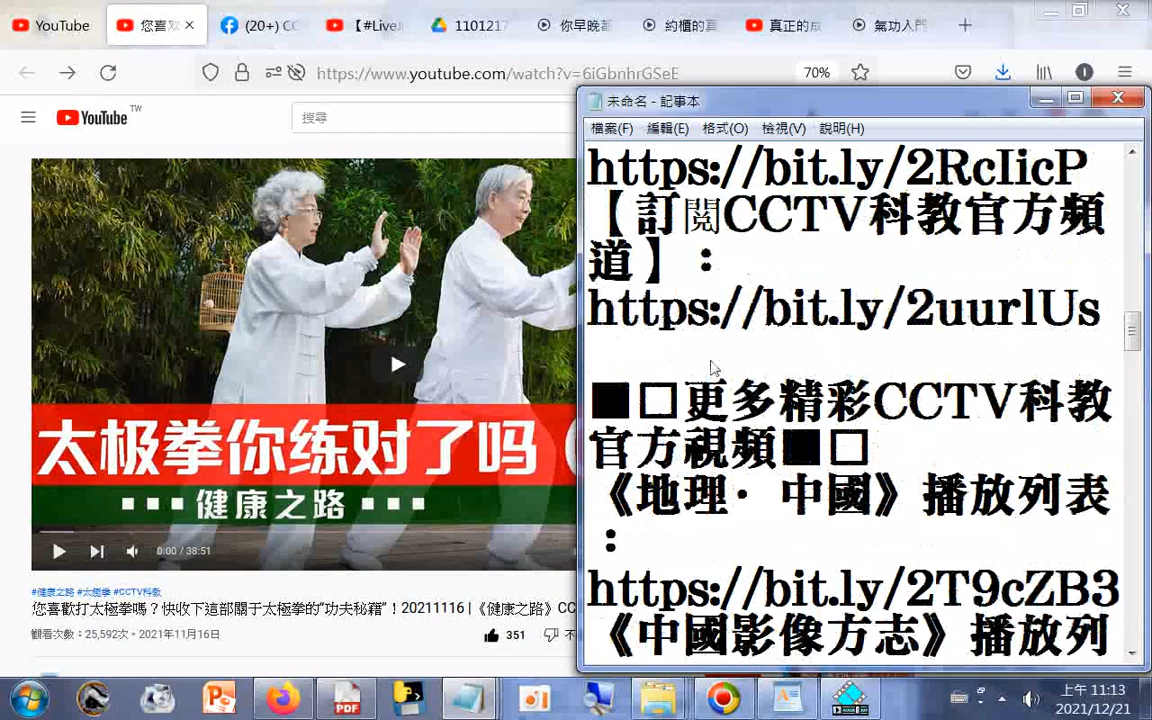 YouTube
您喜歡
(20+) CC
【#LiveJ
110121
你早晚
約櫃的真
真正的成
氣功入門
https://www.youtube.com/watch?v=6iGbnhrGSeE
70%
YouTube TW
搜尋
太极拳你练对了吗
健康之路
0:00 / 38:51
#健康之路 #太極拳 #CCTV科教
您喜歡打太極拳嗎？快收下這部關于太極拳的“功夫秘籍”！20211116 |《健康之路》CC
觀看次數：25,592次・2021年11月16日
351
不
未命名 - 記事本
檔案(F) 編輯(E) 格式(O) 檢視(V) 說明(H)
https://bit.ly/2RcIicP
【訂閱CCTV科教官方頻
道】：
https://bit.ly/2uurlUs
■□更多精彩CCTV科教
官方視頻■□
《地理·中國》播放列表
：
https://bit.ly/2T9cZB3
《中國影像方志》播放列
PDF
上午 11:13
2021/12/21